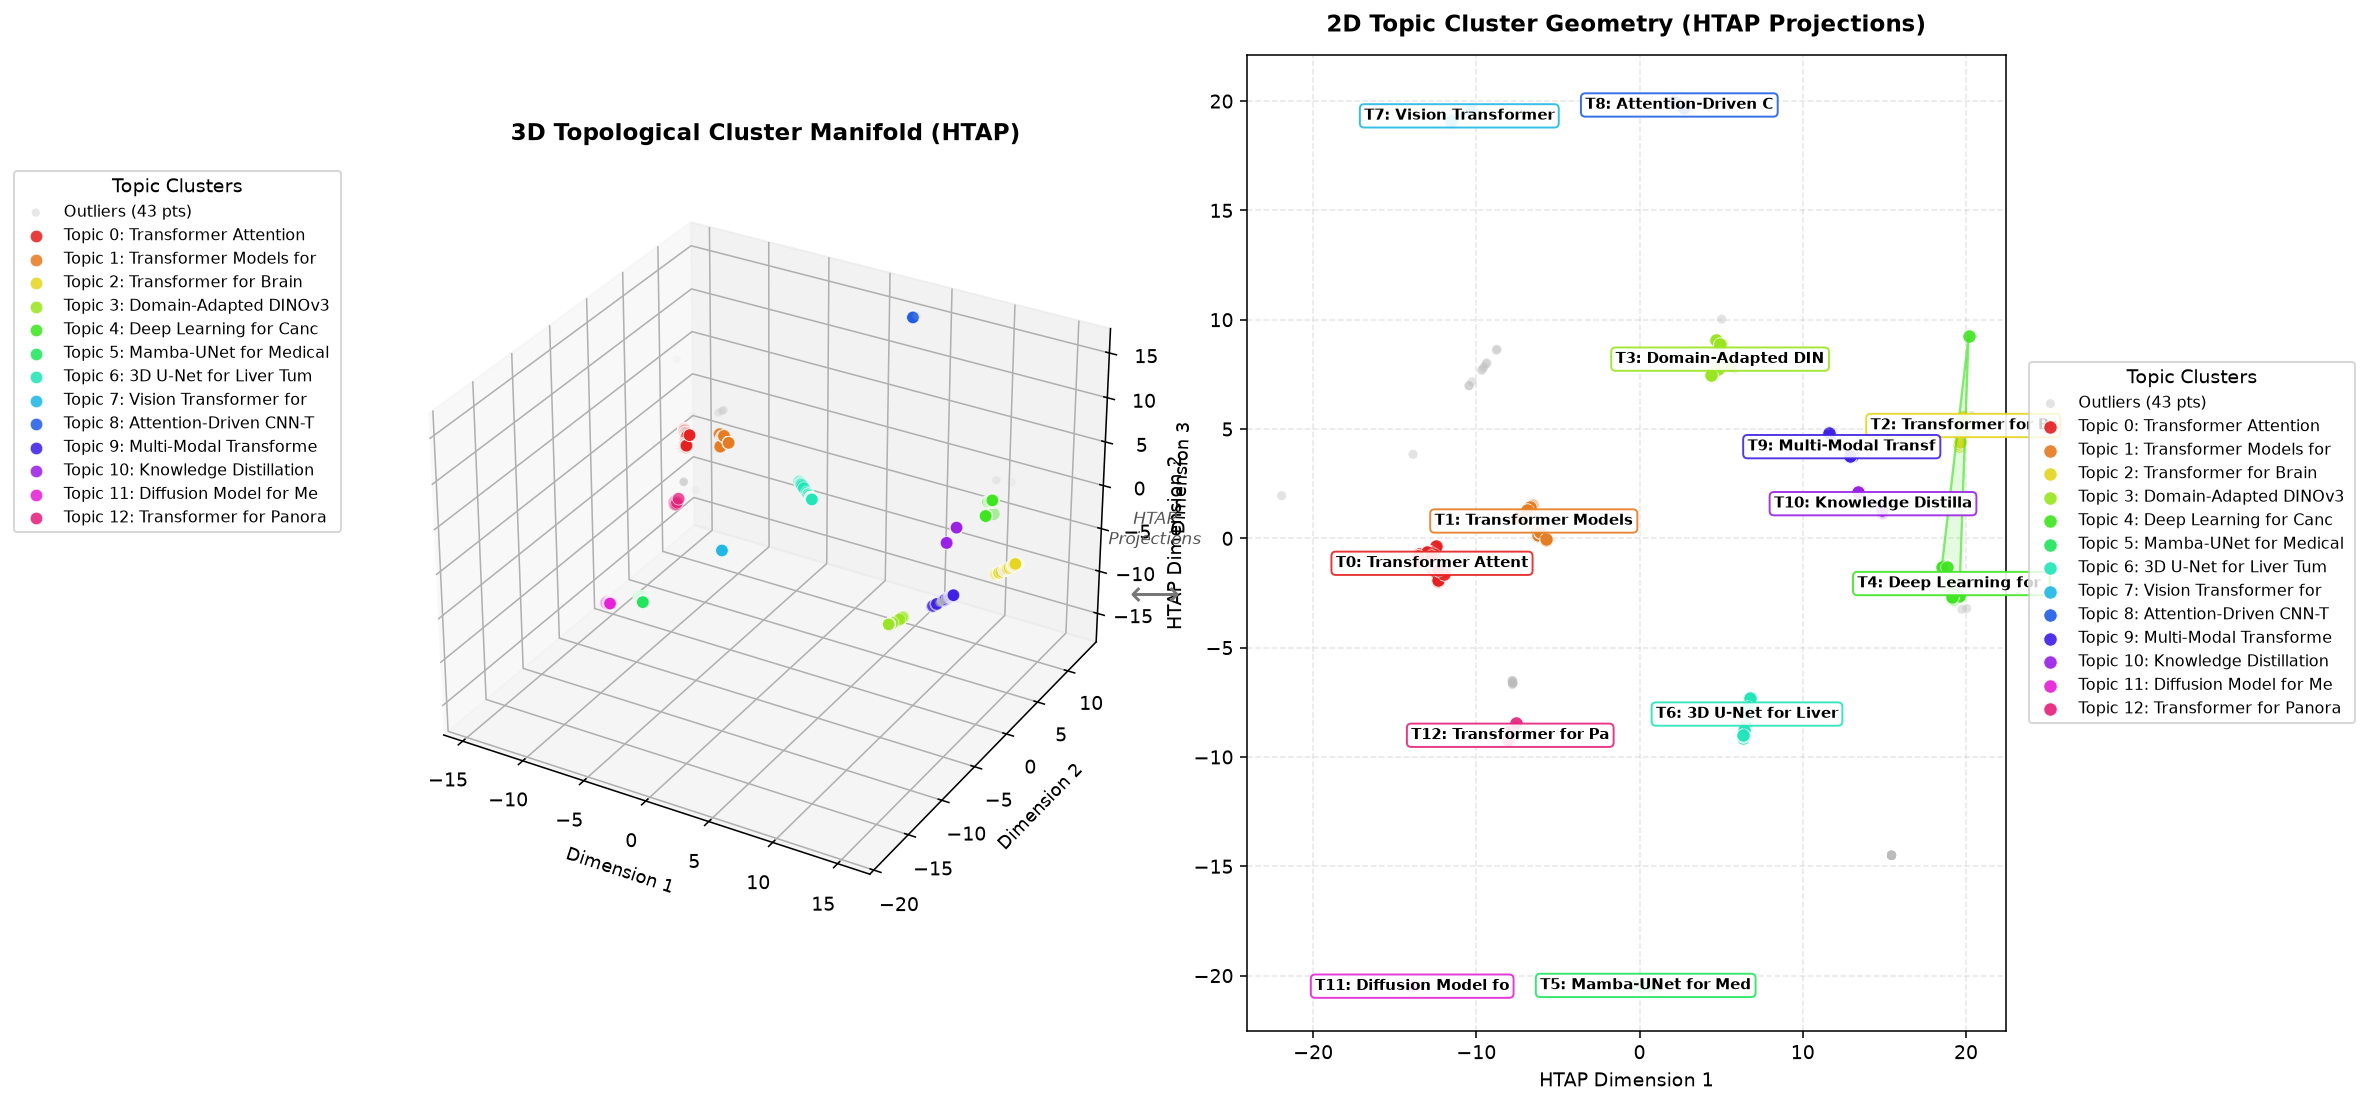 3D Topological Cluster Manifold (HTAP)
Topic Clusters
Outliers (43 pts)
Topic 0: Transformer Attention
Topic 1: Transformer Models for
Topic 2: Transformer for Brain
Topic 3: Domain-Adapted DINOv3
Topic 4: Deep Learning for Canc
Topic 5: Mamba-UNet for Medical
Topic 6: 3D U-Net for Liver Tum
Topic 7: Vision Transformer for
Topic 8: Attention-Driven CNN-T
Topic 9: Multi-Modal Transforme
Topic 10: Knowledge Distillation
Topic 11: Diffusion Model for Me
Topic 12: Transformer for Panora
15
10
5
0
−5
−10
−15
Dimension 3
10
5
0
−5
−10
−15
−20
Dimension 2
−15
−10
−5
0
5
10
15
Dimension 1
HTAP
Projections
2D Topic Cluster Geometry (HTAP Projections)
HTAP Dimension 2
20
15
10
5
0
−5
−10
−15
−20
T7: Vision Transformer
T8: Attention-Driven C
T3: Domain-Adapted DIN
T2: Transformer for
T9: Multi-Modal Transf
T10: Knowledge Distilla
T1: Transformer Models
T0: Transformer Attent
T4: Deep Learning for
T6: 3D U-Net for Liver
T12: Transformer for Pa
T11: Diffusion Model fo
T5: Mamba-UNet for Med
−20
−10
0
10
20
HTAP Dimension 1
Topic Clusters
Outliers (43 pts)
Topic 0: Transformer Attention
Topic 1: Transformer Models for
Topic 2: Transformer for Brain
Topic 3: Domain-Adapted DINOv3
Topic 4: Deep Learning for Canc
Topic 5: Mamba-UNet for Medical
Topic 6: 3D U-Net for Liver Tum
Topic 7: Vision Transformer for
Topic 8: Attention-Driven CNN-T
Topic 9: Multi-Modal Transforme
Topic 10: Knowledge Distillation
Topic 11: Diffusion Model for Me
Topic 12: Transformer for Panora